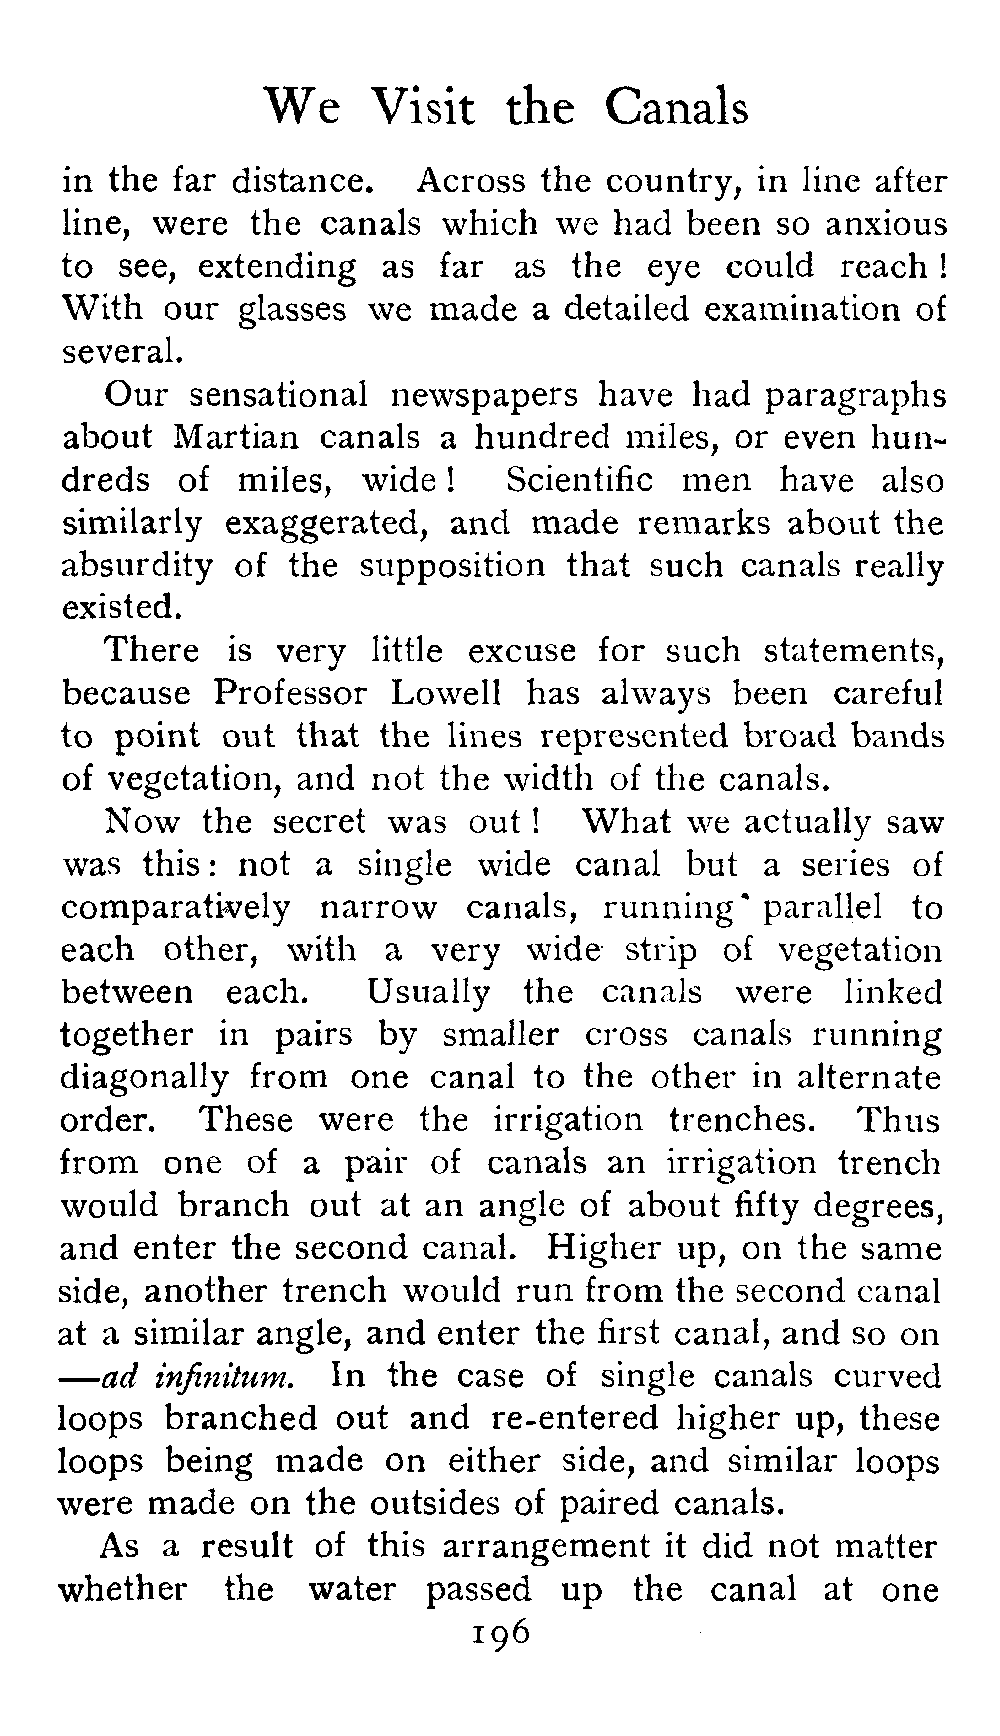 We Visit the Canals
in the far distance. Across the country, in line after
line, were the canals which we had been so anxious
to see, extending as far as the eye could reach !
With our glasses we made a detailed examination of
several.
Our sensational newspapers have had paragraphs
about Martian canals a hundred miles, or even hun-
dreds of miles, wide ! Scientific men have also
similarly exaggerated, and made remarks about the
absurdity of the supposition that such canals really
existed.
There is very little excuse for such statements,
because Professor Lowell has always been careful
to point out that the lines represented broad bands
of vegetation, and not the width of the canals.
Now the secret was out ! What we actually saw
was this : not a single wide canal but a series of
comparatively narrow canals, running parallel to
each other, with a very wide strip of vegetation
between each. Usually the canals were linked
together in pairs by smaller cross canals running
diagonally from one canal to the other in alternate
order. These were the irrigation trenches. Thus
from one of a pair of canals an irrigation trench
would branch out at an angle of about fifty degrees,
and enter the second canal. Higher up, on the same
side, another trench would run from the second canal
at a similar angle, and enter the first canal, and so on
—ad infinitum. In the case of single canals curved
loops branched out and re-entered higher up, these
loops being made on either side, and similar loops
were made on the outsides of paired canals.
As a result of this arrangement it did not matter
whether the water passed up the canal at one
196